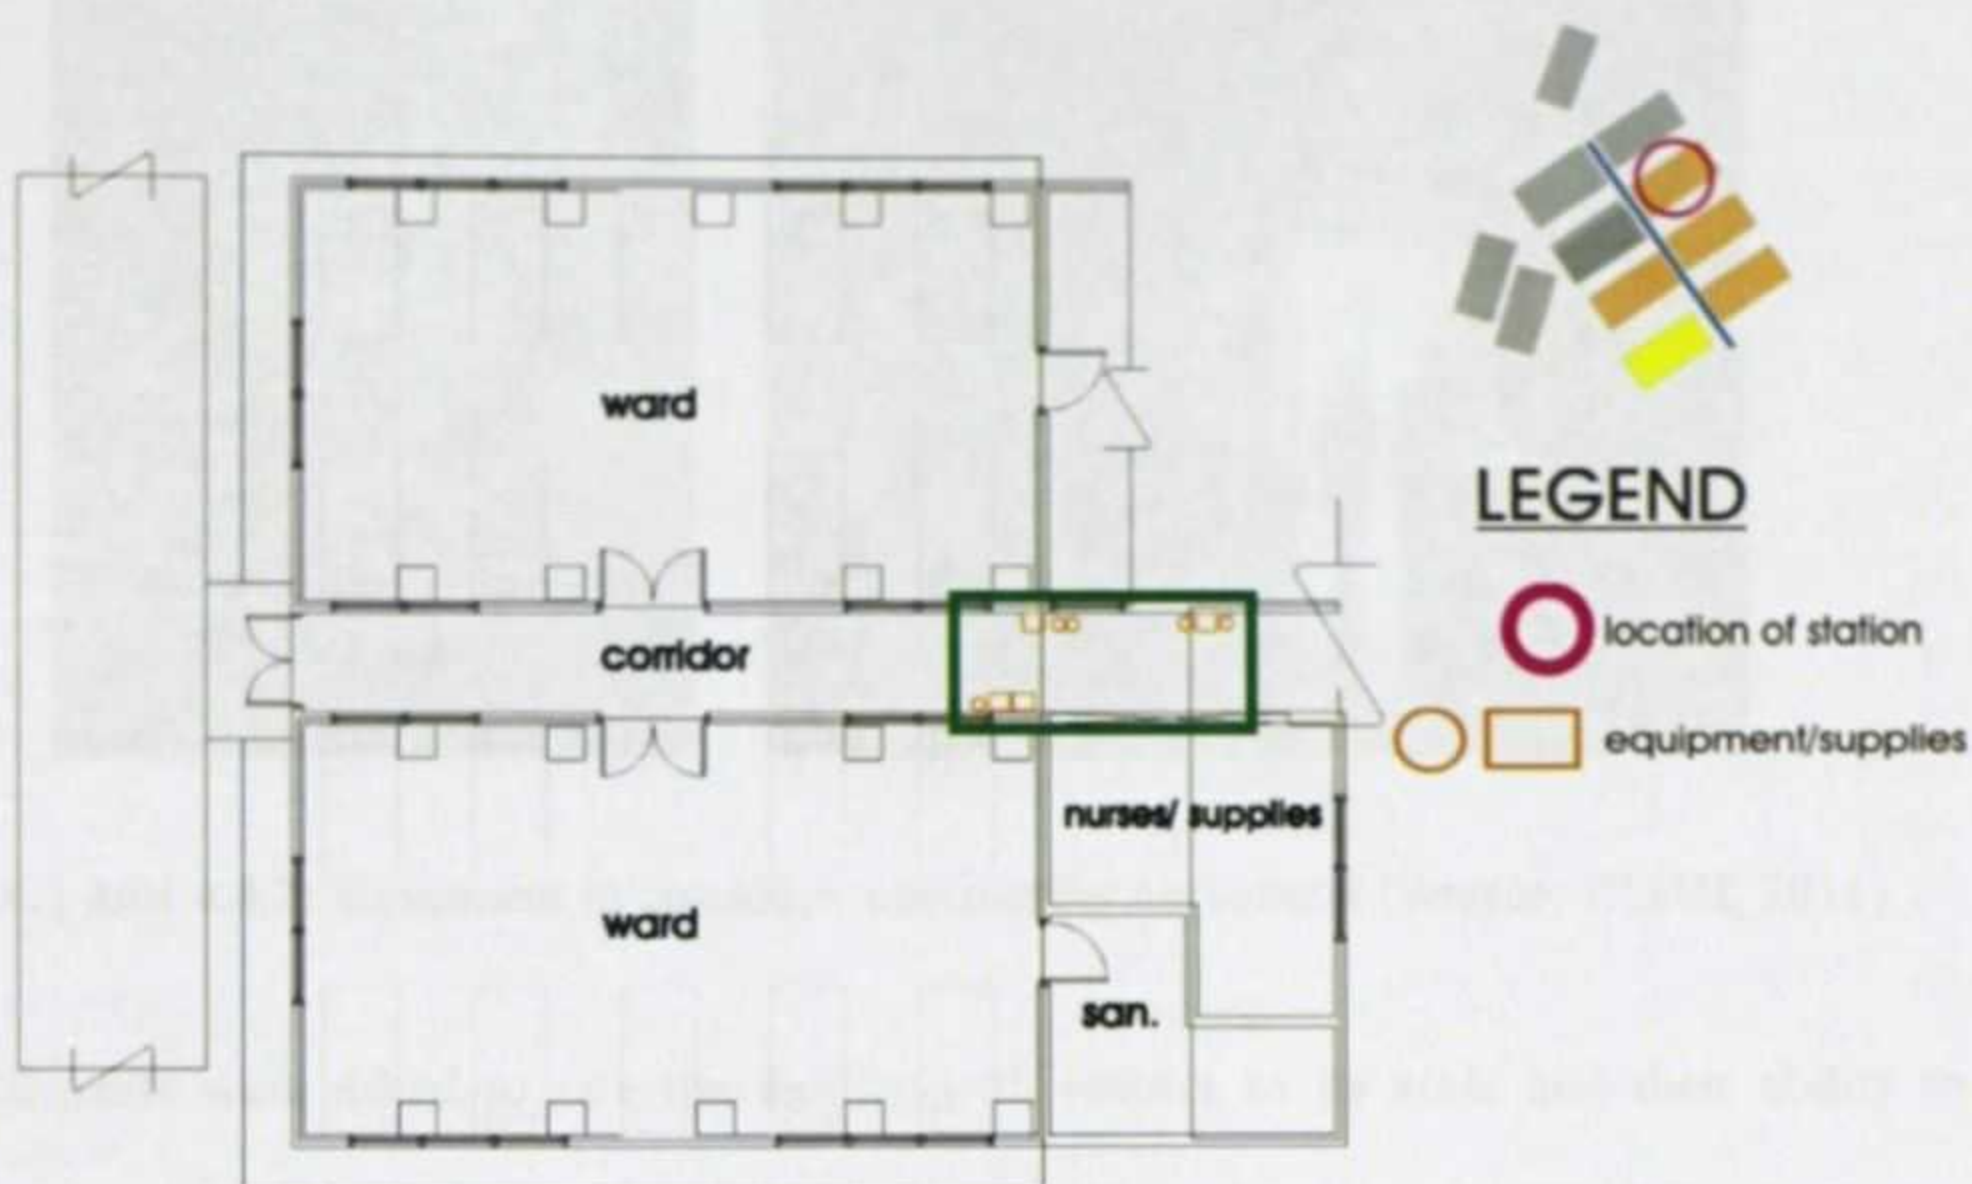 ward
LEGEND
location of station
corridor
equipment/supplies
nurses/ supplies
ward
san.